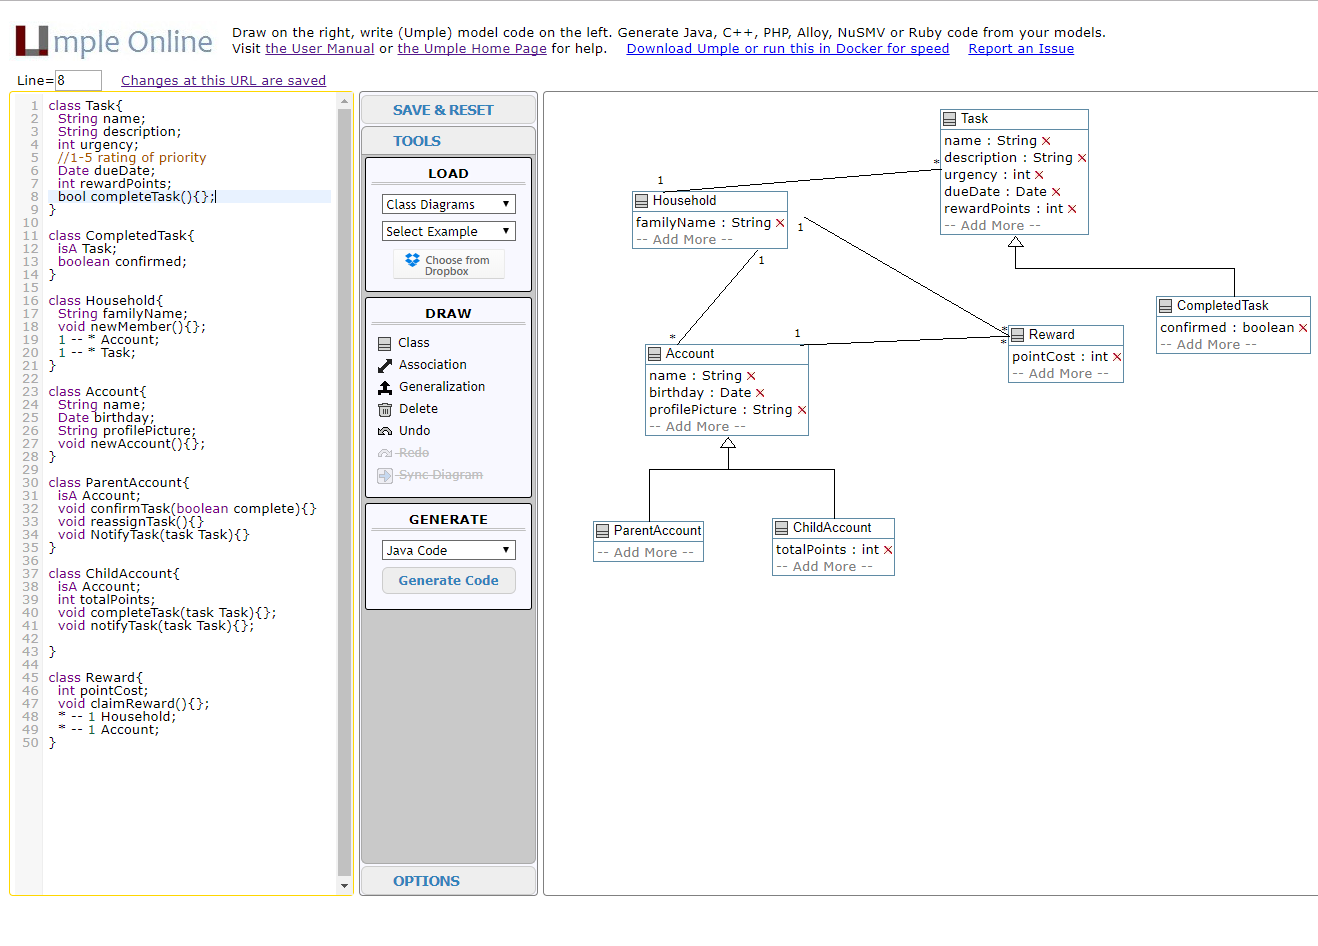 Umple Online
Draw on the right, write (Umple) model code on the left. Generate Java, C++, PHP, Alloy, NuSMV or Ruby code from your models.
Visit the User Manual or the Umple Home Page for help. Download Umple or run this in Docker for speed Report an Issue
Line= 8 Changes at this URL are saved
1 class Task{
2 String name;
3 String description;
4 int urgency;
5 //1-5 rating of priority
6 Date dueDate;
7 int rewardPoints;
8 bool completeTask(){};
9 }
10
11 class CompletedTask{
12 isA Task;
13 boolean confirmed;
14 }
15
16 class Household{
17 String familyName;
18 void newMember(){};
19 1 -- * Account;
20 1 -- * Task;
21 }
22
23 class Account{
24 String name;
25 Date birthday;
26 String profilePicture;
27 void newAccount(){};
28 }
29
30 class ParentAccount{
31 isA Account;
32 void confirmTask(boolean complete){}
33 void reassignTask(){}
34 void NotifyTask(task Task){}
35 }
36
37 class ChildAccount{
38 isA Account;
39 int totalPoints;
40 void completeTask(task Task){};
41 void notifyTask(task Task){};
42
43 }
44
45 class Reward{
46 int pointCost;
47 void claimReward(){};
48 * -- 1 Household;
49 * -- 1 Account;
50 }
SAVE & RESET
TOOLS
LOAD
Class Diagrams
Select Example
Choose from
Dropbox
DRAW
Class
Association
Generalization
Delete
Undo
Redo
Sync Diagram
GENERATE
Java Code
Generate Code
OPTIONS
Task
name : String X
description : String X
urgency : int X
dueDate : Date X
rewardPoints : int X
-- Add More --
*
1
Household
familyName : String X
-- Add More --
1
1
CompletedTask
confirmed : boolean X
-- Add More --
*
*
Reward
pointCost : int X
-- Add More --
*
1
Account
name : String X
birthday : Date X
profilePicture : String X
-- Add More --
ParentAccount
-- Add More --
ChildAccount
totalPoints : int X
-- Add More --